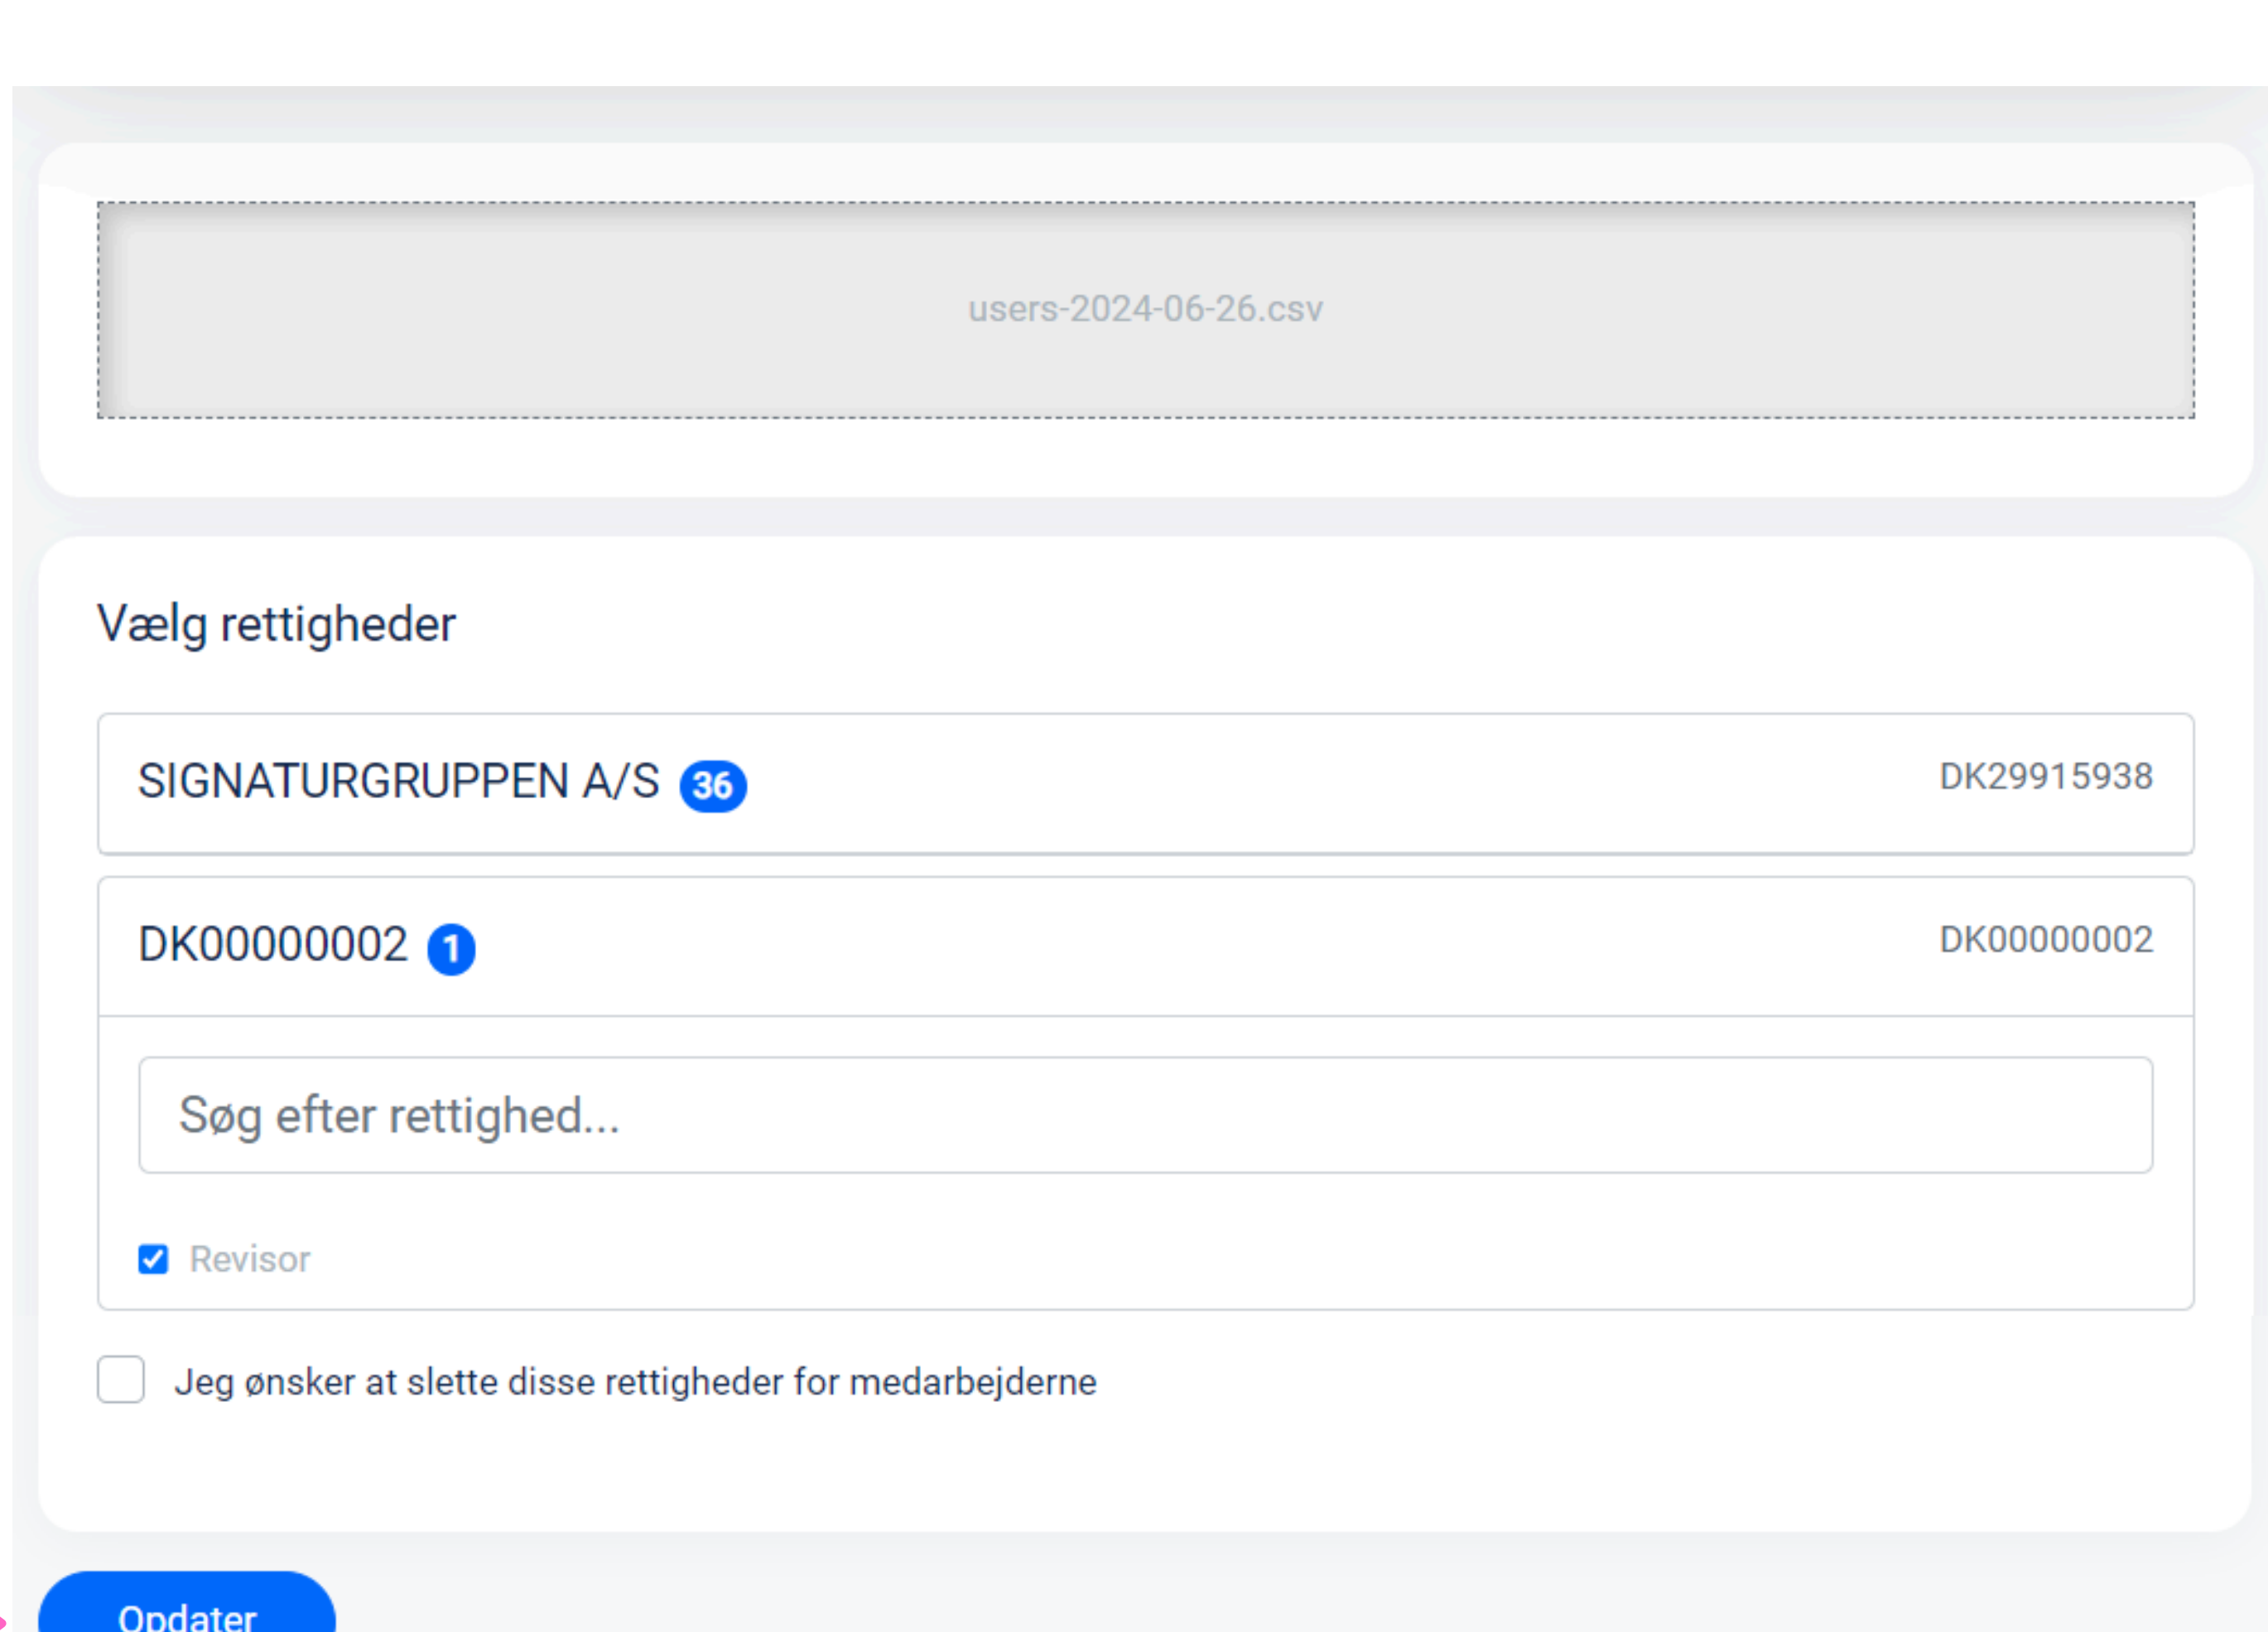 users-2024-06-26.csv
Vælg rettigheder
SIGNATURGRUPPEN A/S 36 DK29915938
DK00000002 1 DK00000002
Søg efter rettighed...
Revisor
Jeg ønsker at slette disse rettigheder for medarbejderne
Opdater